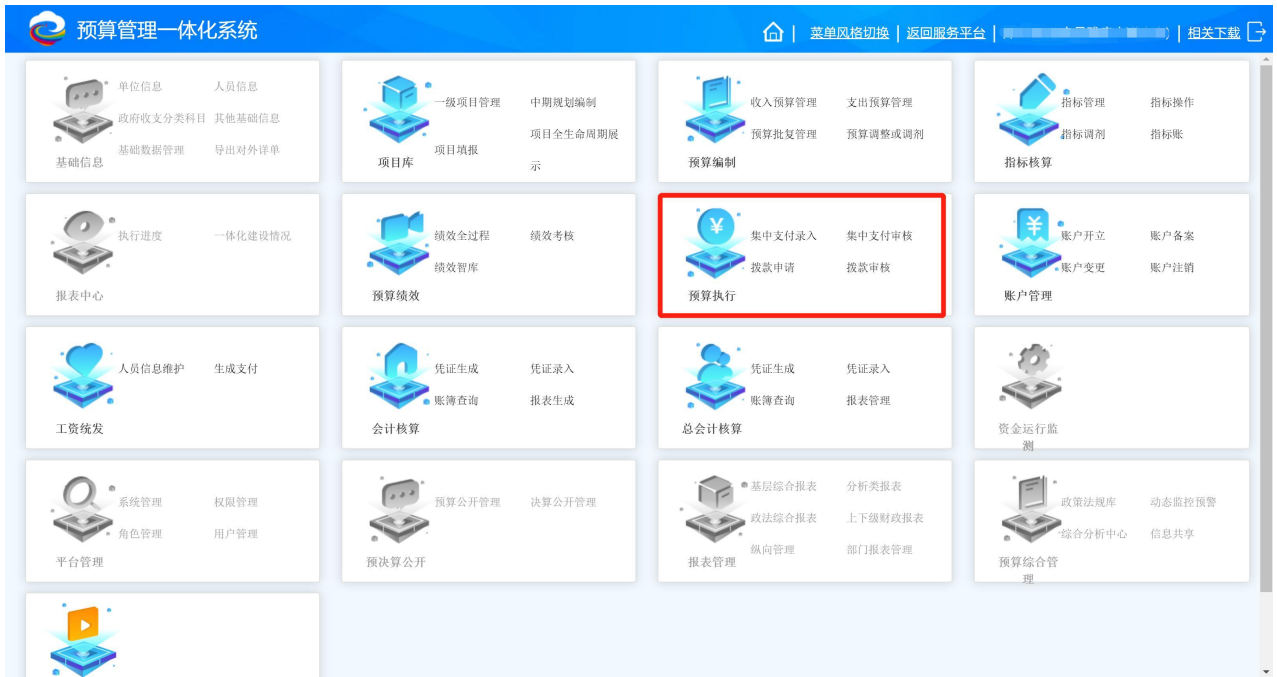 预算管理一体化系统
菜单风格切换 | 返回服务平台 | | 相关下载
单位信息 人员信息
政府收支分类科目 其他基础信息
基础数据管理 导出对外详单
基础信息
一级项目管理 中期规划编制
项目填报 项目全生命周期展示
项目库
收入预算管理 支出预算管理
预算批复管理 预算调整或调剂
预算编制
指标管理 指标操作
指标调剂 指标账
指标核算
执行进度 一体化建设情况
报表中心
绩效全过程 绩效考核
绩效智库
预算绩效
集中支付录入 集中支付审核
拨款申请 拨款审核
预算执行
账户开立 账户备案
账户变更 账户注销
账户管理
人员信息维护 生成支付
工资统发
凭证生成 凭证录入
账簿查询 报表生成
会计核算
凭证生成 凭证录入
账簿查询 报表管理
总会计核算
资金运行监
测
系统管理 权限管理
角色管理 用户管理
平台管理
预算公开管理 决算公开管理
预决算公开
基层综合报表 分析类报表
政法综合报表 上下级财政报表
纵向管理 部门报表管理
报表管理
政策法规库 动态监控预警
综合分析中心 信息共享
预算综合管
理